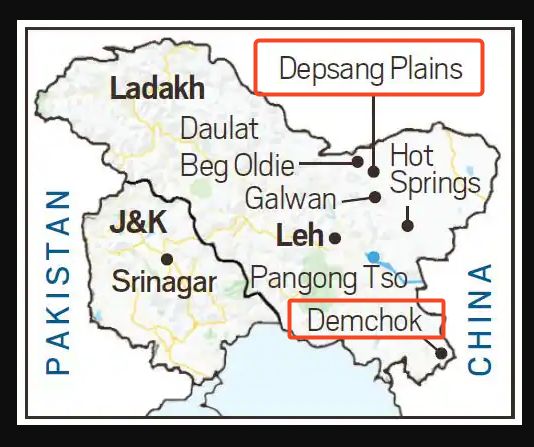 Depsang Plains
Ladakh
Daulat
Beg Oldie
Hot
Springs
Galwan
J&K
Leh
Srinagar
Pangong Tso
Demchok
PAKISTAN
CHINA